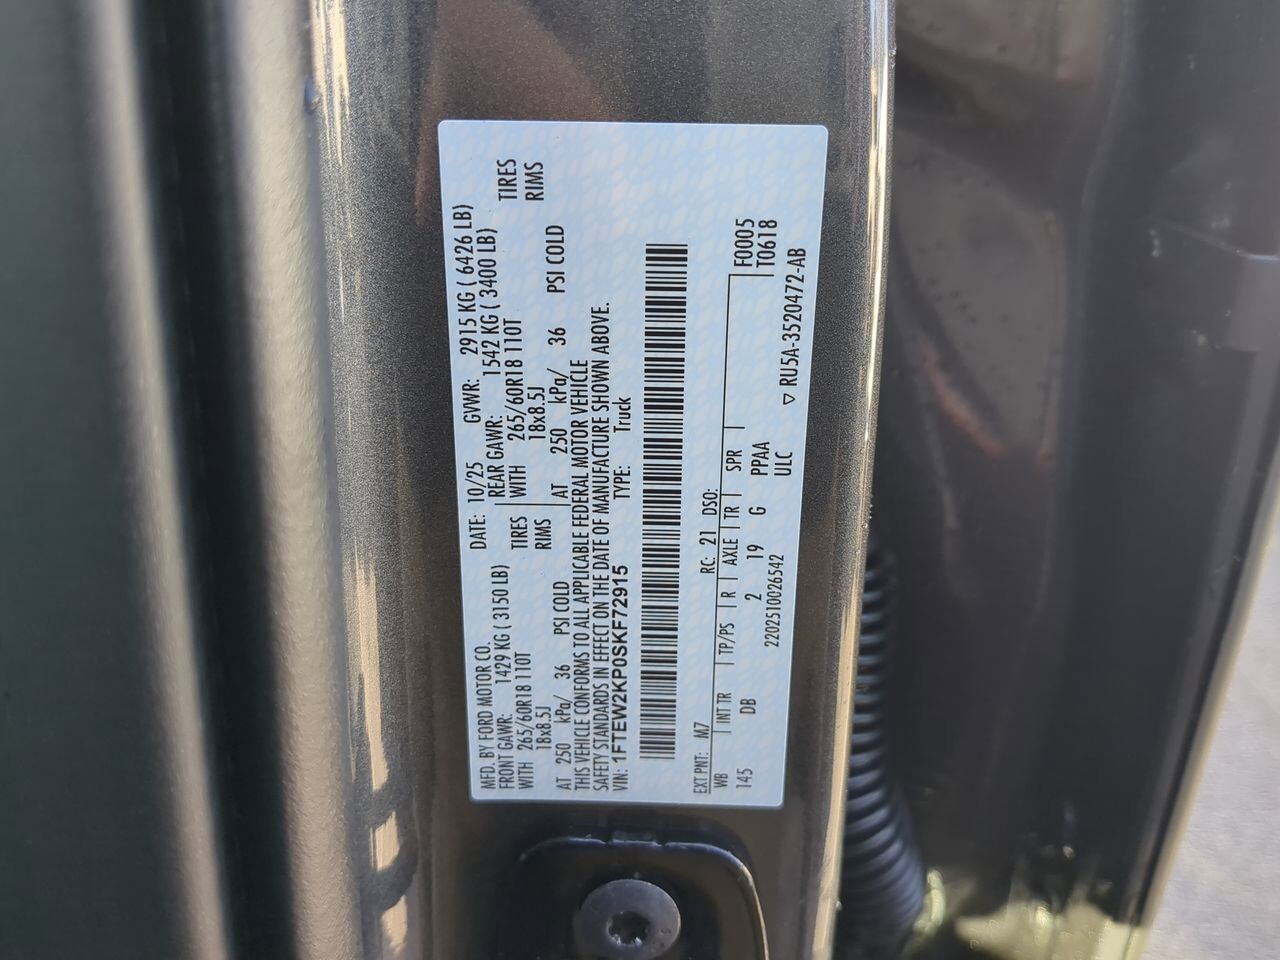 MFD. BY FORD MOTOR CO. DATE: 10/25 GVWR: 2915 KG ( 6426 LB)
FRONT GAWR: 1429 KG ( 3150 LB) REAR GAWR: 1542 KG ( 3400 LB)
WITH 265/60R18 110T TIRES WITH 265/60R18 110T TIRES
18x8.5J RIMS 18x8.5J RIMS
AT 250 kPa/ 36 PSI COLD AT 250 kPa/ 36 PSI COLD
THIS VEHICLE CONFORMS TO ALL APPLICABLE FEDERAL MOTOR VEHICLE
SAFETY STANDARDS IN EFFECT ON THE DATE OF MANUFACTURE SHOWN ABOVE.
VIN: 1FTEW2KP0SKF72915 TYPE: Truck
EXT PNT: M7 RC: 21 DSO:
WB INT TR TP/PS R AXLE TR SPR F0005
145 DB 2 19 G PPAA T0618
2202510026542 ULC ▽ RU5A-3520472-AB